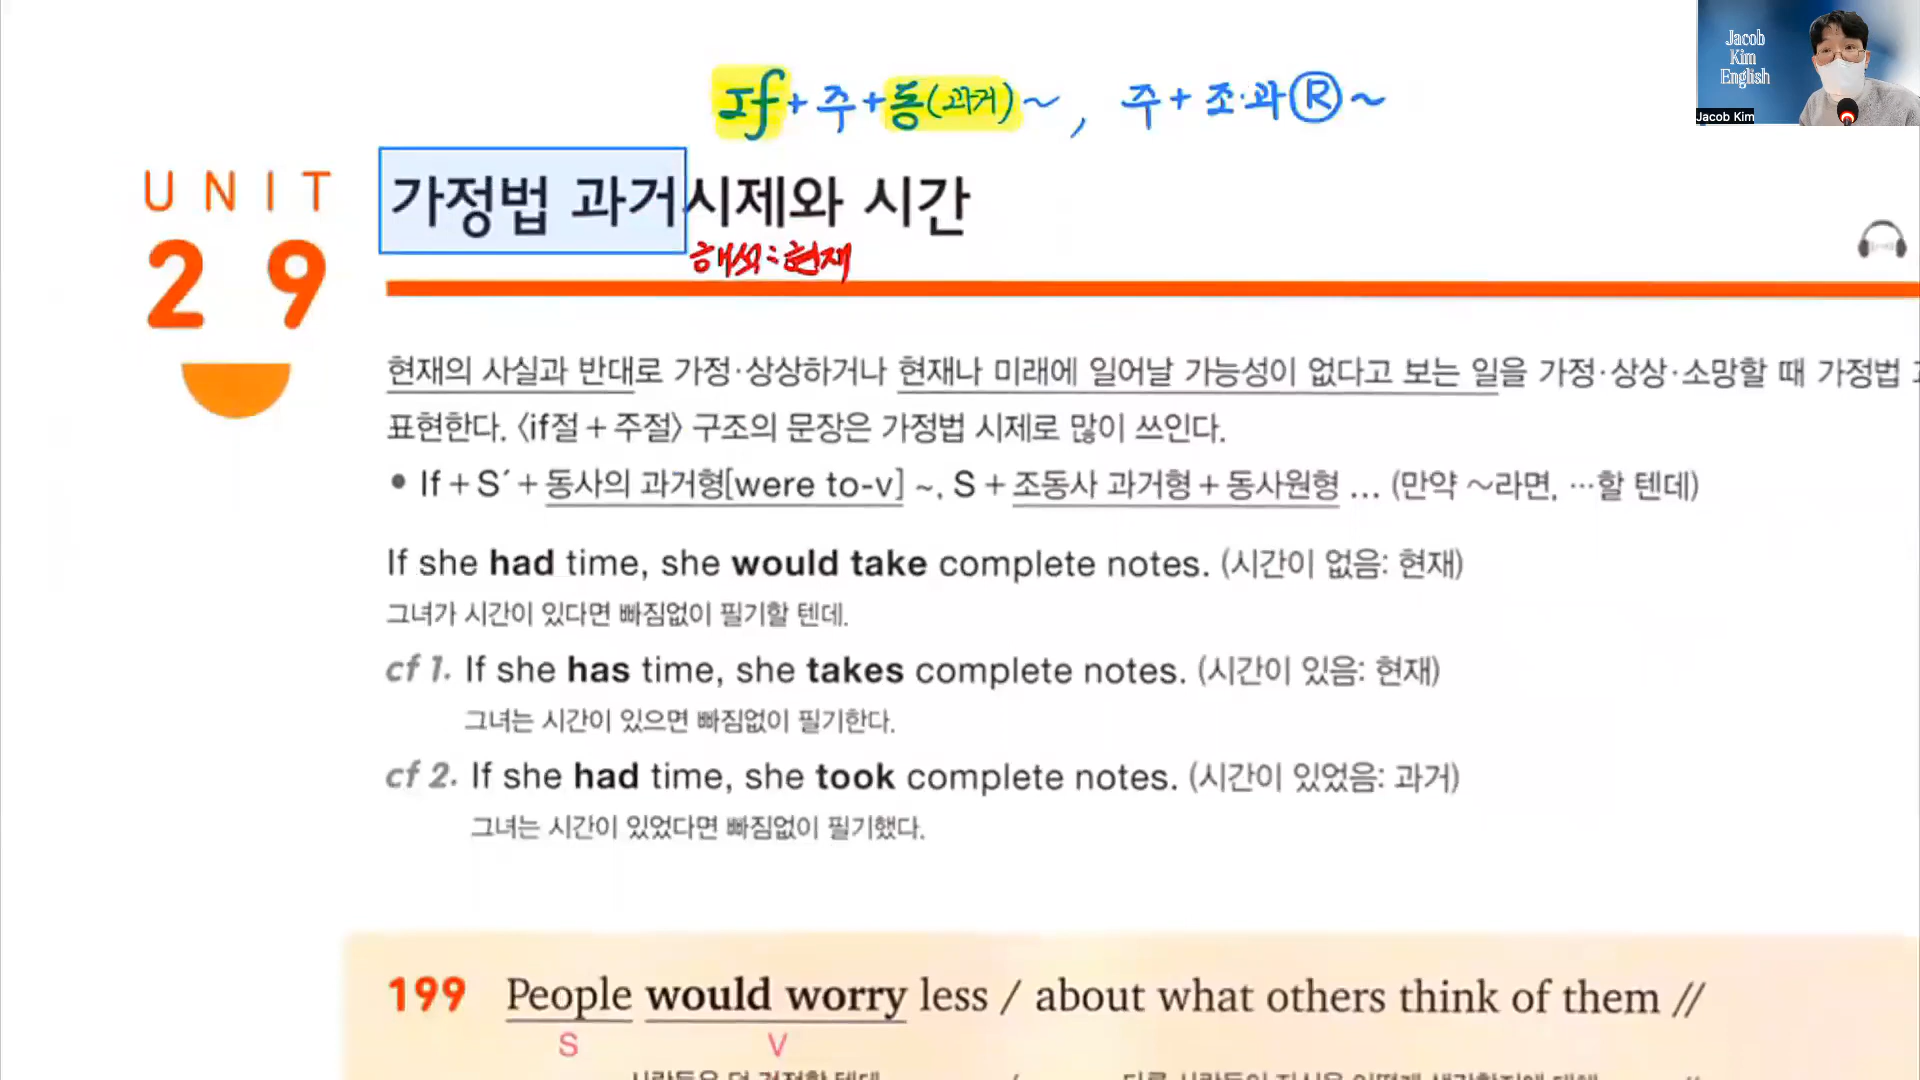 If + 주 + 동(과거) ~ , 주 + 조·과 Ⓡ ~
Jacob
Kim
English
Jacob Kim
UNIT
29
가정법 과거시제와 시간
해석: 현재
현재의 사실과 반대로 가정·상상하거나 현재나 미래에 일어날 가능성이 없다고 보는 일을 가정·상상·소망할 때 가정법
표현한다. 〈if절 + 주절〉 구조의 문장은 가정법 시제로 많이 쓰인다.
• If + S´ + 동사의 과거형[were to-v] ~, S + 조동사 과거형 + 동사원형 … (만약 ~라면, …할 텐데)
If she had time, she would take complete notes. (시간이 없음: 현재)
그녀가 시간이 있다면 빠짐없이 필기할 텐데.
cf 1. If she has time, she takes complete notes. (시간이 있음: 현재)
그녀는 시간이 있으면 빠짐없이 필기한다.
cf 2. If she had time, she took complete notes. (시간이 있었음: 과거)
그녀는 시간이 있었다면 빠짐없이 필기했다.
199 People would worry less / about what others think of them //
S V